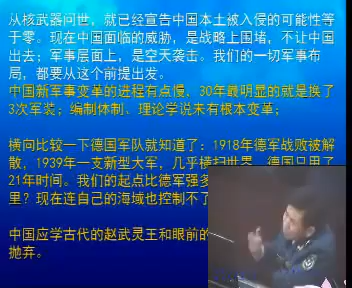 从核武器问世，就已经宣告中国本土被入侵的可能性等
于零。现在中国面临的威胁，是战略上围堵，不让中国
出去；军事层面上，是空天袭击。我们的一切军事布
局，都要从这个前提出发。
中国新军事变革的进程有点慢，30年最明显的就是换了
3次军装；编制体制、理论学说未有根本变革；
横向比较一下德国军队就知道了：1918年德军战败被解
散，1939年一支新型大军，几乎横扫世界，德国只用了
21年时间。我们的起点比德军强多
里？现在连自己的海域也控制不了
中国应学古代的赵武灵王和眼前的
抛弃。